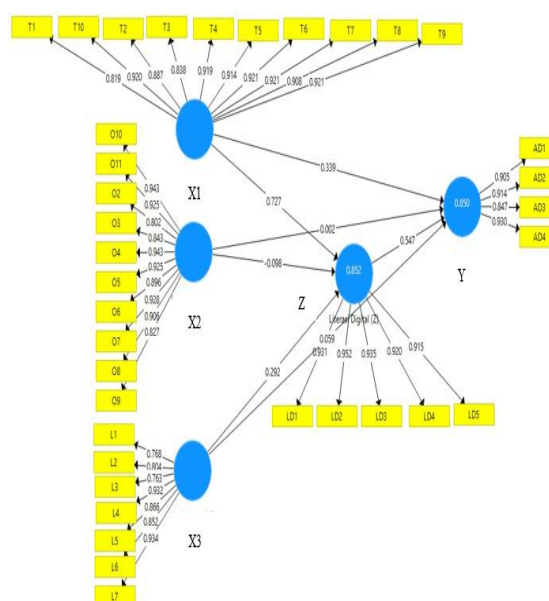 T1 T10 T2 T3 T4 T5 T6 T7 T8 T9
0.819 0.920 0.887 0.838 0.919 0.914 0.921 0.921 0.908 0.921
X1
O10
O11
O2
O3
O4
O5
O6
O7
O8
O9
0.943
0.925
0.802
0.843
0.943
0.925
0.896
0.928
0.906
0.827
X2
L1
L2
L3
L4
L5
L6
L7
0.768
0.804
0.763
0.932
0.866
0.852
0.934
X3
0.339
0.727
0.002
-0.098
0.547
0.059
0.292
Z
0.852
Literasi Digital (Z)
0.931 0.952 0.935 0.920 0.915
LD1 LD2 LD3 LD4 LD5
0.850
Y
0.905
0.914
0.847
0.930
AD1
AD2
AD3
AD4